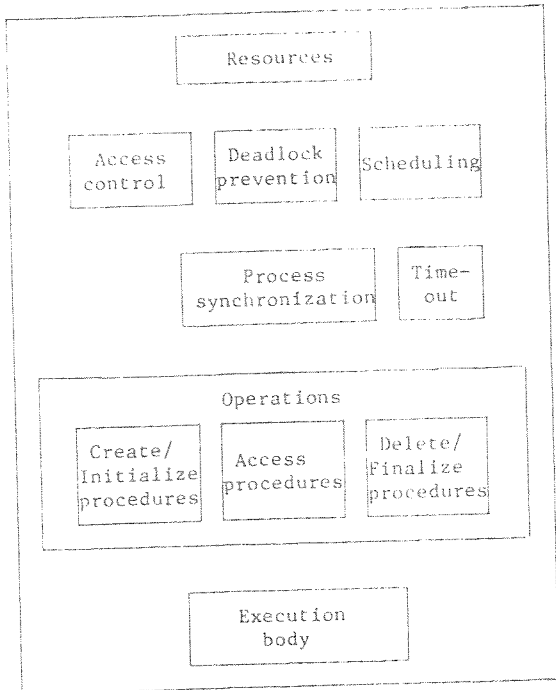 Resources
Access
control
Deadlock
prevention
Scheduling
Process
synchronization
Time-
out
Operations
Create/
Initialize
procedures
Access
procedures
Delete/
Finalize
procedures
Execution
body